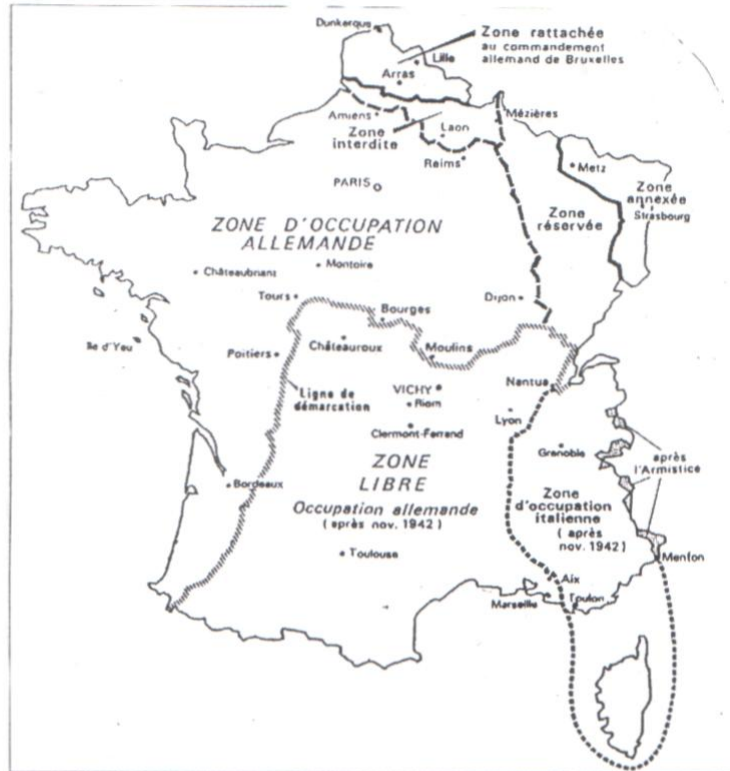 Dunkerque
Zone rattachée
au commandement
allemand de Bruxelles
Lille
Arras
Amiens
Mézières
Zone
interdite
Laon
Reims
Metz
PARIS
Zone
annexée
Strasbourg
Zone
réservée
ZONE D'OCCUPATION
ALLEMANDE
Châteaubriant
Montoire
Tours
Dijon
Bourges
Ile d'Yeu
Poitiers
Châteauroux
Moulins
Nantua
Ligne de
démarcation
VICHY
Riom
Lyon
Clermont-Ferrand
Grenoble
après
l'Armistice
ZONE
LIBRE
Bordeaux
Occupation allemande
(après nov. 1942)
Zone
d'occupation
italienne
(après
nov. 1942)
Toulouse
Menton
Aix
Marseille
Toulon